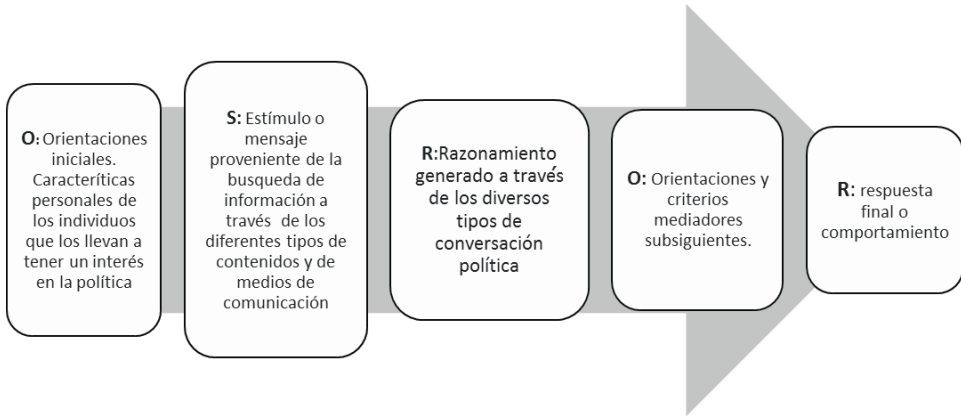 O: Orientaciones
iniciales.
Caracteríticas
personales de
los individuos
que los llevan a
tener un interés
en la política
S: Estímulo o
mensaje
proveniente de la
busqueda de
información a
través de los
diferentes tipos de
contenidos y de
medios de
comunicación
R:Razonamiento
generado a través
de los diversos
tipos de
conversación
política
O: Orientaciones y
criterios
mediadores
subsiguientes.
R: respuesta
final o
comportamiento